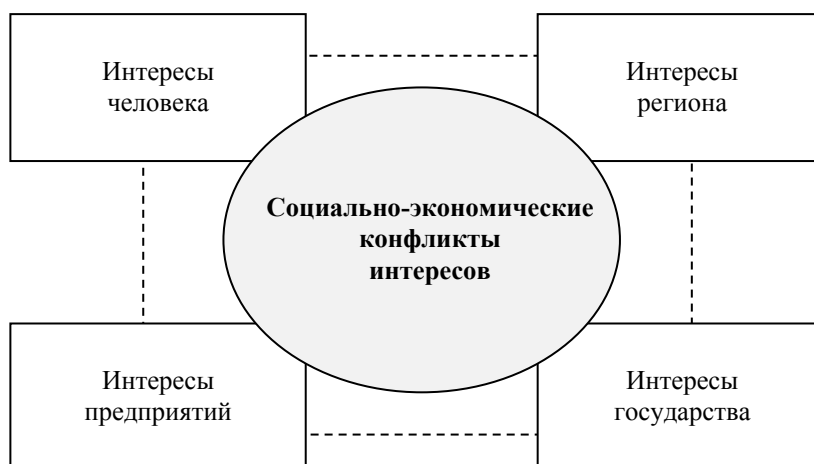 Интересы
человека
Интересы
региона
Социально-экономические
конфликты
интересов
Интересы
предприятий
Интересы
государства